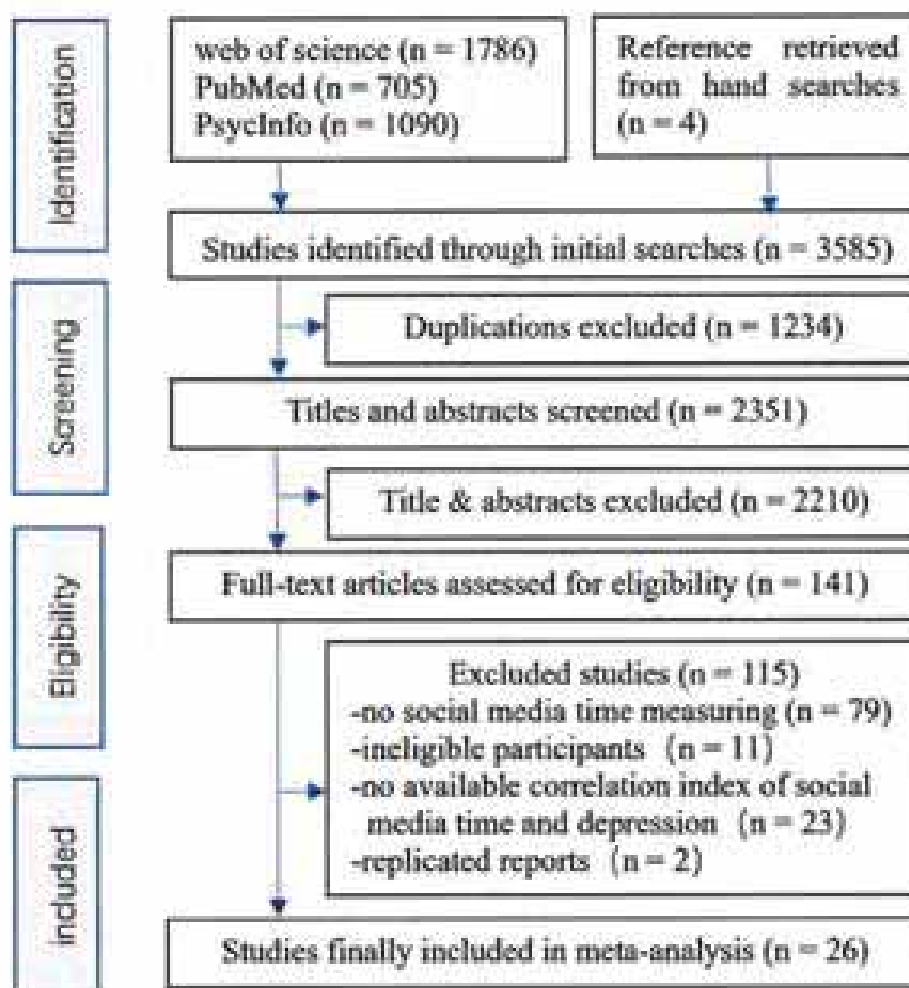 Identification
web of science (n = 1786)
PubMed (n = 705)
PsycInfo (n = 1090)
Reference retrieved
from hand searches
(n = 4)
Studies identified through initial searches (n = 3585)
Screening
Duplications excluded (n = 1234)
Titles and abstracts screened (n = 2351)
Title & abstracts excluded (n = 2210)
Eligibility
Full-text articles assessed for eligibility (n = 141)
Excluded studies (n = 115)
-no social media time measuring (n = 79)
-ineligible participants (n = 11)
-no available correlation index of social
media time and depression (n = 23)
-replicated reports (n = 2)
included
Studies finally included in meta-analysis (n = 26)